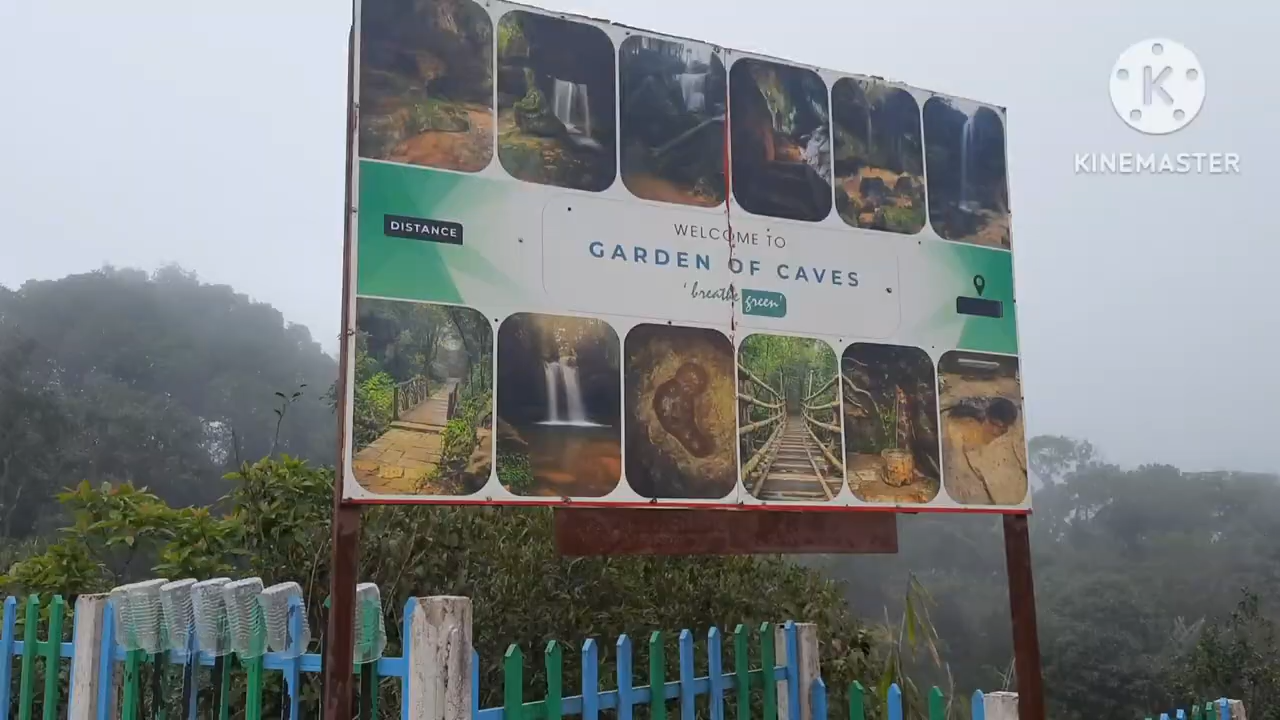 K
KINEMASTER
DISTANCE
WELCOME TO
GARDEN OF CAVES
'breathe green'